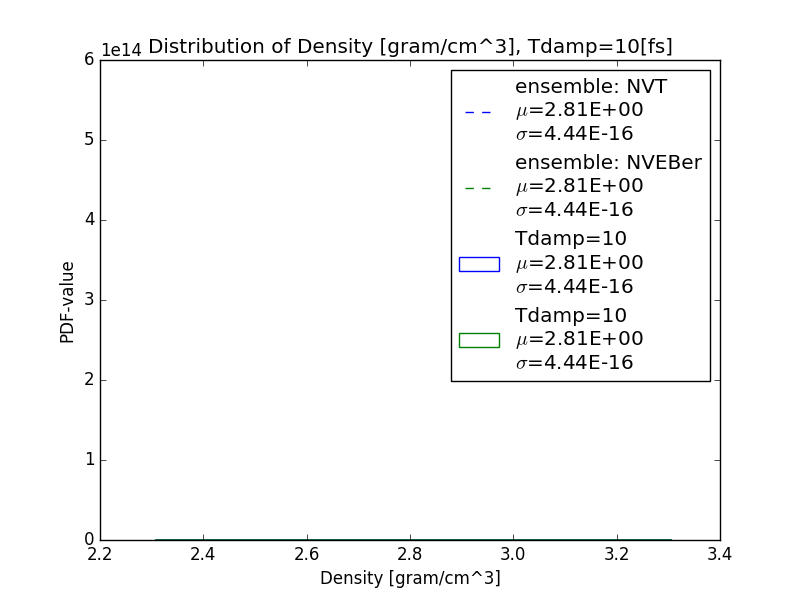 1e14 Distribution of Density [gram/cm^3], Tdamp=10[fs]
6
5
4
3
2
1
0
PDF-value
ensemble: NVT
μ=2.81E+00
σ=4.44E-16
ensemble: NVEBer
μ=2.81E+00
σ=4.44E-16
Tdamp=10
μ=2.81E+00
σ=4.44E-16
Tdamp=10
μ=2.81E+00
σ=4.44E-16
2.2 2.4 2.6 2.8 3.0 3.2 3.4
Density [gram/cm^3]